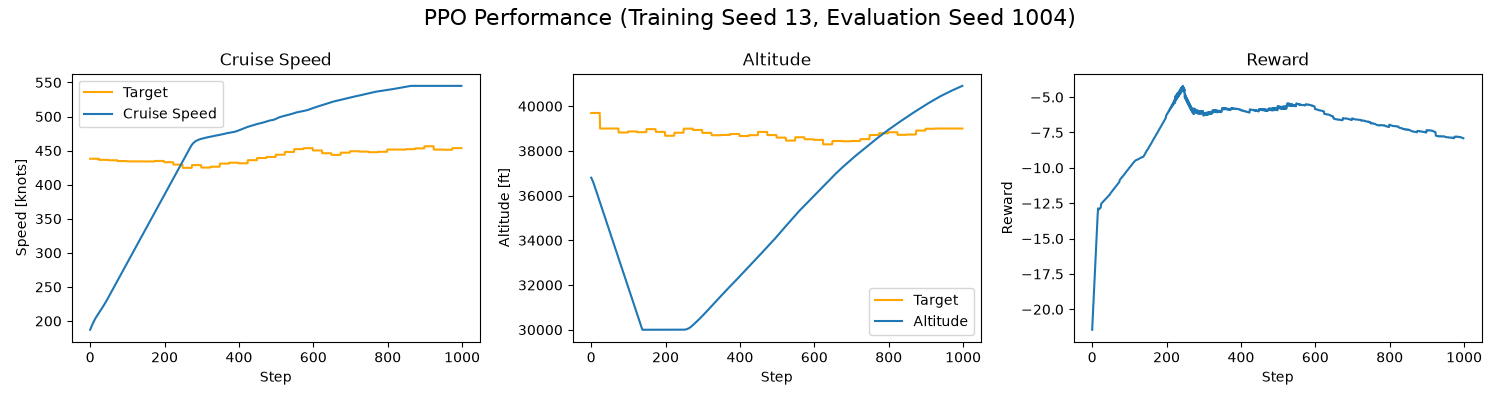 PPO Performance (Training Seed 13, Evaluation Seed 1004)
Cruise Speed
550
500
450
400
350
300
250
200
0 200 400 600 800 1000
Speed [knots]
Step
Target
Cruise Speed
Altitude
40000
38000
36000
34000
32000
30000
0 200 400 600 800 1000
Altitude [ft]
Step
Target
Altitude
Reward
−5.0
−7.5
−10.0
−12.5
−15.0
−17.5
−20.0
0 200 400 600 800 1000
Reward
Step